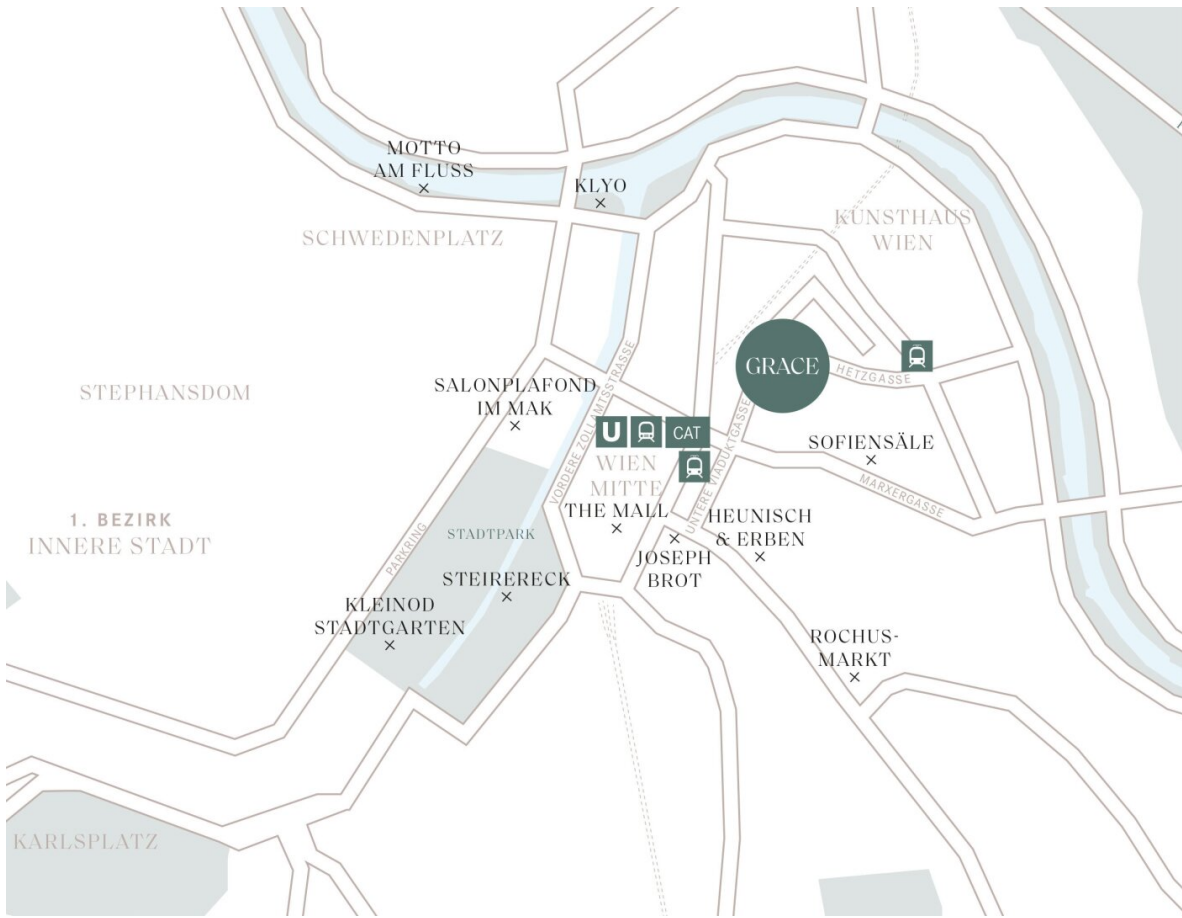 MOTTO
AM FLUSS
KLYO
SCHWEDENPLATZ
KUNSTHAUS
WIEN
GRACE
HETZGASSE
STEPHANSDOM
SALONPLAFOND
IM MAK
VORDERE ZOLLAMTSSTRASSE
U
CAT
WIEN
MITTE
THE MALL
UNTERE VIADUKTGASSE
SOFIENSÄLE
MARXERGASSE
1. BEZIRK
INNERE STADT
PARKRING
STADTPARK
HEUNISCH
& ERBEN
JOSEPH
BROT
STEIRERECK
KLEINOD
STADTGARTEN
ROCHUS-
MARKT
KARLSPLATZ